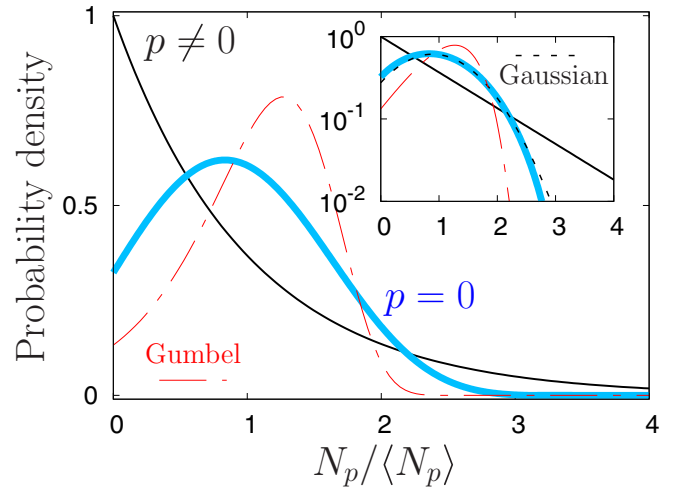 1
0.5
0
Probability density
p ≠ 0
Gumbel
p = 0
0
1
2
3
4
N_p/⟨N_p⟩
10^0
10^-1
10^-2
Gaussian
0
1
2
3
4